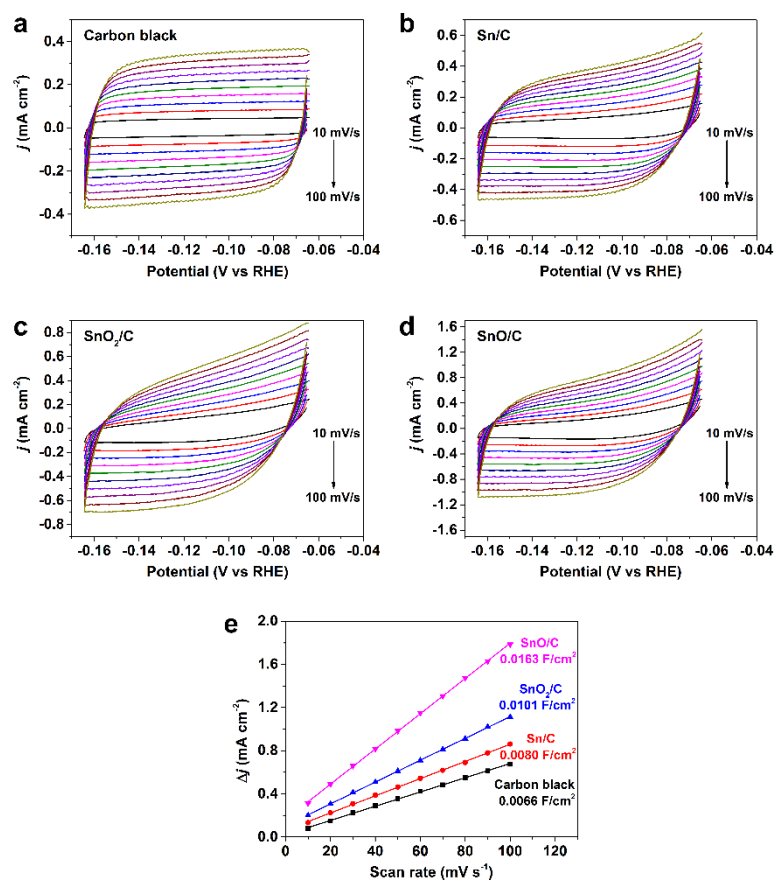 a
Carbon black
0.4
0.2
0.0
-0.2
-0.4
j (mA cm⁻²)
10 mV/s
100 mV/s
-0.16 -0.14 -0.12 -0.10 -0.08 -0.06 -0.04
Potential (V vs RHE)
b
Sn/C
0.6
0.4
0.2
0.0
-0.2
-0.4
-0.6
j (mA cm⁻²)
10 mV/s
100 mV/s
-0.16 -0.14 -0.12 -0.10 -0.08 -0.06 -0.04
Potential (V vs RHE)
c
SnO₂/C
0.8
0.6
0.4
0.2
0.0
-0.2
-0.4
-0.6
-0.8
j (mA cm⁻²)
10 mV/s
100 mV/s
-0.16 -0.14 -0.12 -0.10 -0.08 -0.06 -0.04
Potential (V vs RHE)
d
SnO/C
1.6
1.2
0.8
0.4
0.0
-0.4
-0.8
-1.2
-1.6
j (mA cm⁻²)
10 mV/s
100 mV/s
-0.16 -0.14 -0.12 -0.10 -0.08 -0.06 -0.04
Potential (V vs RHE)
e
2.0
1.6
1.2
0.8
0.4
0.0
Δj (mA cm⁻²)
SnO/C
0.0163 F/cm²
SnO₂/C
0.0101 F/cm²
Sn/C
0.0080 F/cm²
Carbon black
0.0066 F/cm²
0 20 40 60 80 100 120
Scan rate (mV s⁻¹)